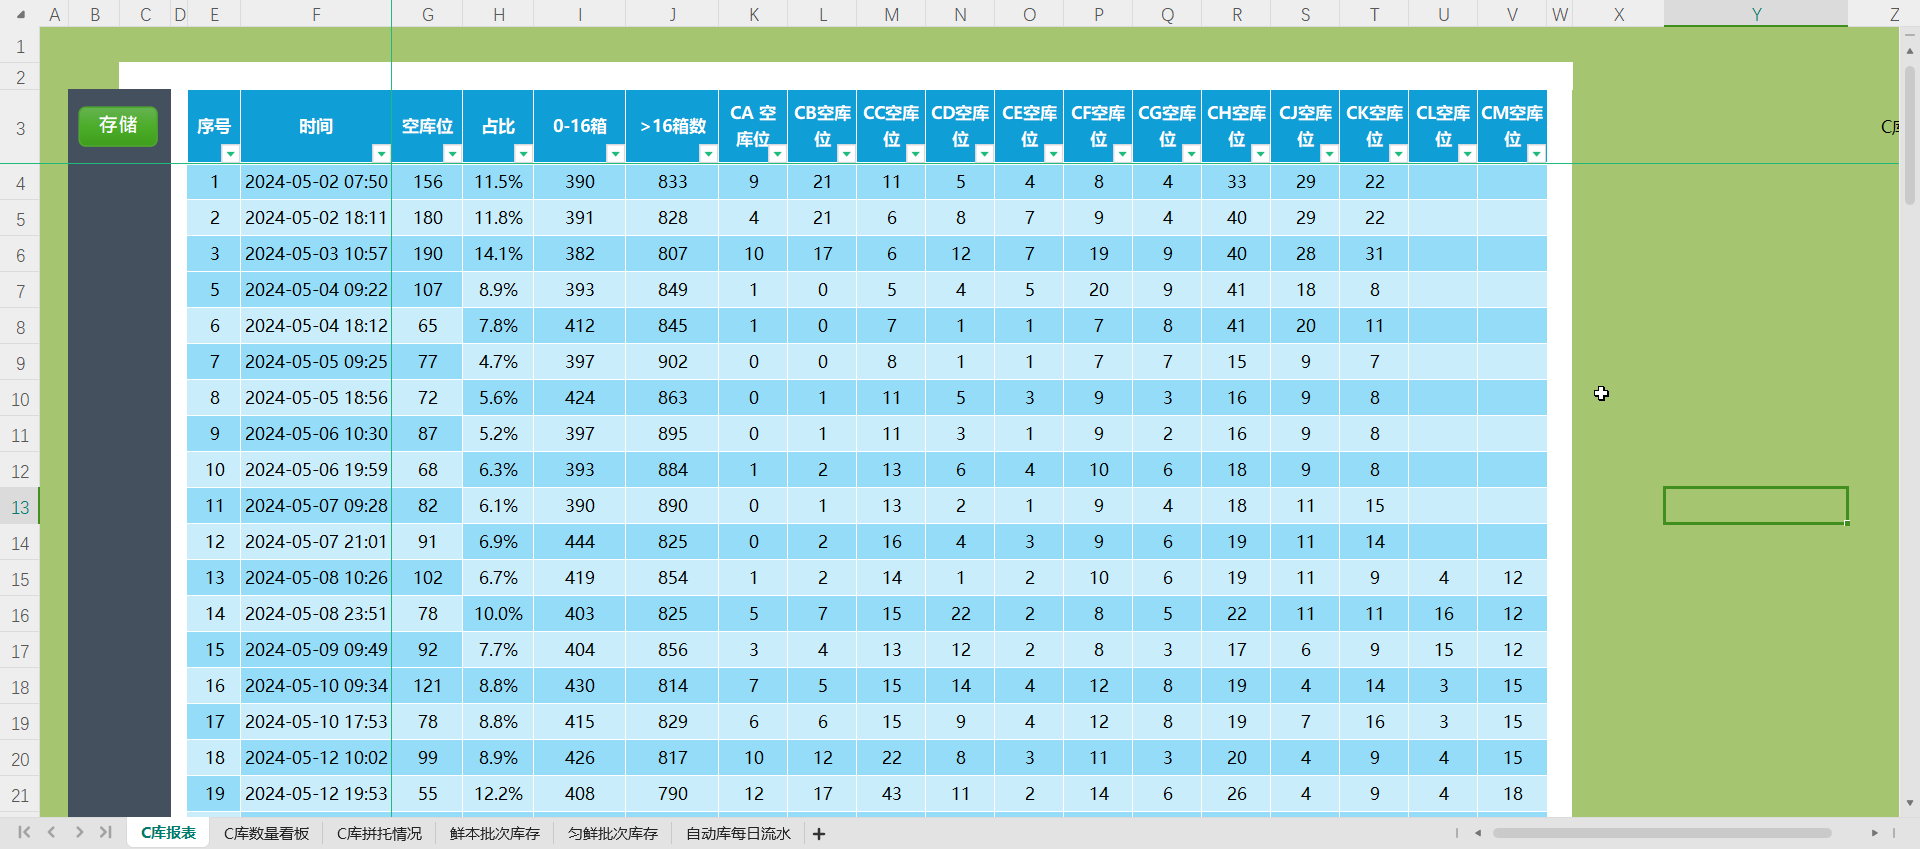 A B C D E F G H I J K L M N O P Q R S T U V W X Y Z
1
2
3 存储 序号 时间 空库位 占比 0-16箱 >16箱数 CA 空库位 CB空库位 CC空库位 CD空库位 CE空库位 CF空库位 CG空库位 CH空库位 CJ空库位 CK空库位 CL空库位 CM空库位
4 1 2024-05-02 07:50 156 11.5% 390 833 9 21 11 5 4 8 4 33 29 22
5 2 2024-05-02 18:11 180 11.8% 391 828 4 21 6 8 7 9 4 40 29 22
6 3 2024-05-03 10:57 190 14.1% 382 807 10 17 6 12 7 19 9 40 28 31
7 5 2024-05-04 09:22 107 8.9% 393 849 1 0 5 4 5 20 9 41 18 8
8 6 2024-05-04 18:12 65 7.8% 412 845 1 0 7 1 1 7 8 41 20 11
9 7 2024-05-05 09:25 77 4.7% 397 902 0 0 8 1 1 7 7 15 9 7
10 8 2024-05-05 18:56 72 5.6% 424 863 0 1 11 5 3 9 3 16 9 8
11 9 2024-05-06 10:30 87 5.2% 397 895 0 1 11 3 1 9 2 16 9 8
12 10 2024-05-06 19:59 68 6.3% 393 884 1 2 13 6 4 10 6 18 9 8
13 11 2024-05-07 09:28 82 6.1% 390 890 0 1 13 2 1 9 4 18 11 15
14 12 2024-05-07 21:01 91 6.9% 444 825 0 2 16 4 3 9 6 19 11 14
15 13 2024-05-08 10:26 102 6.7% 419 854 1 2 14 1 2 10 6 19 11 9 4 12
16 14 2024-05-08 23:51 78 10.0% 403 825 5 7 15 22 2 8 5 22 11 11 16 12
17 15 2024-05-09 09:49 92 7.7% 404 856 3 4 13 12 2 8 3 17 6 9 15 12
18 16 2024-05-10 09:34 121 8.8% 430 814 7 5 15 14 4 12 8 19 4 14 3 15
19 17 2024-05-10 17:53 78 8.8% 415 829 6 6 15 9 4 12 8 19 7 16 3 15
20 18 2024-05-12 10:02 99 8.9% 426 817 10 12 22 8 3 11 3 20 4 9 4 15
21 19 2024-05-12 19:53 55 12.2% 408 790 12 17 43 11 2 14 6 26 4 9 4 18
C库报表 C库数量看板 C库拼托情况 鲜本批次库存 匀鲜批次库存 自动库每日流水